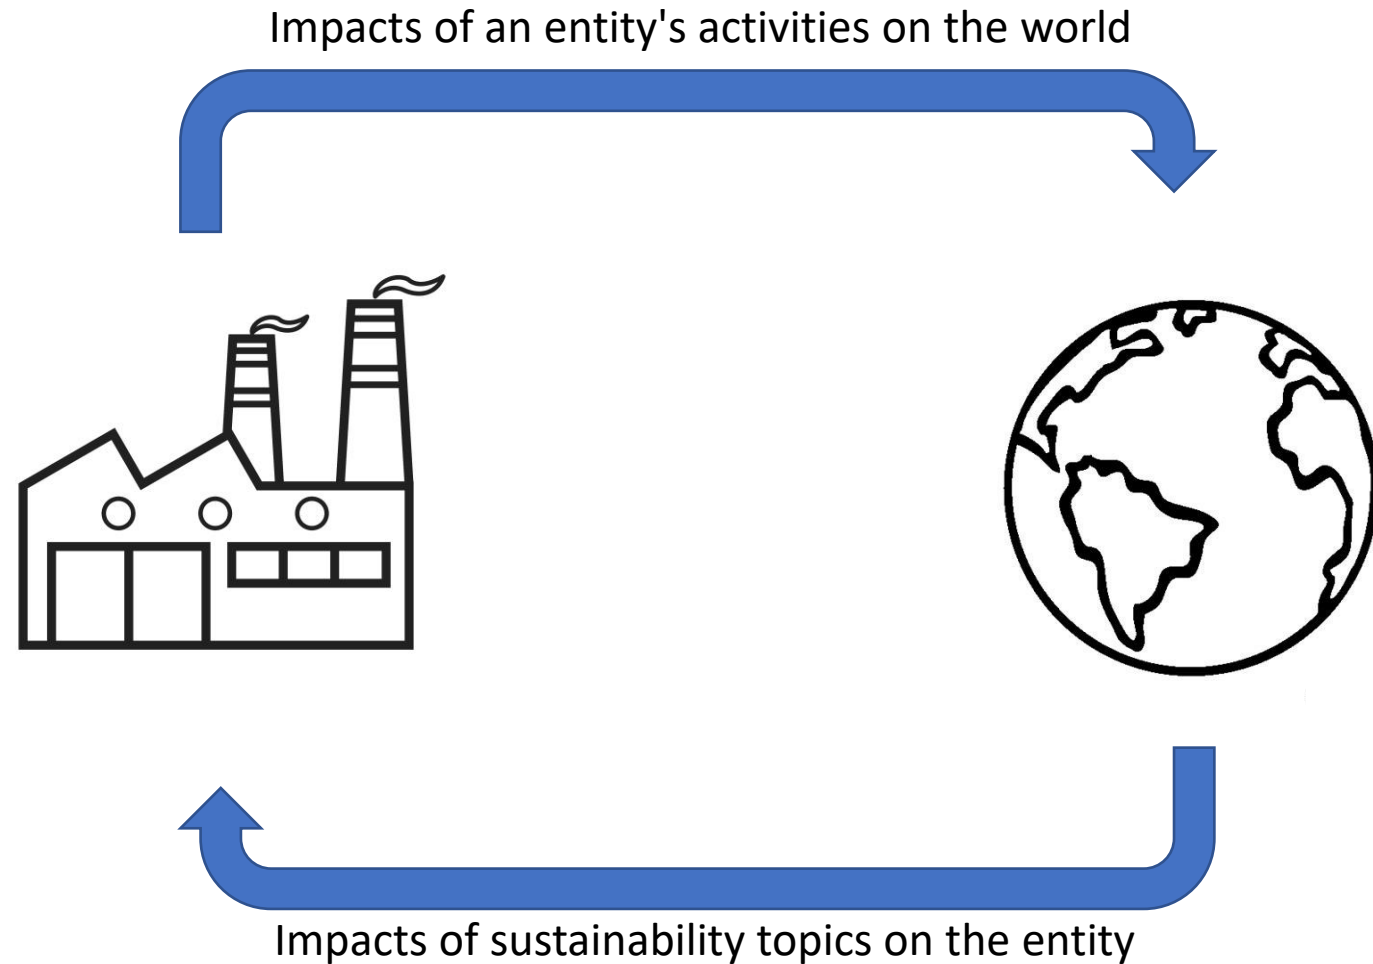 Impacts of an entity's activities on the world
Impacts of sustainability topics on the entity